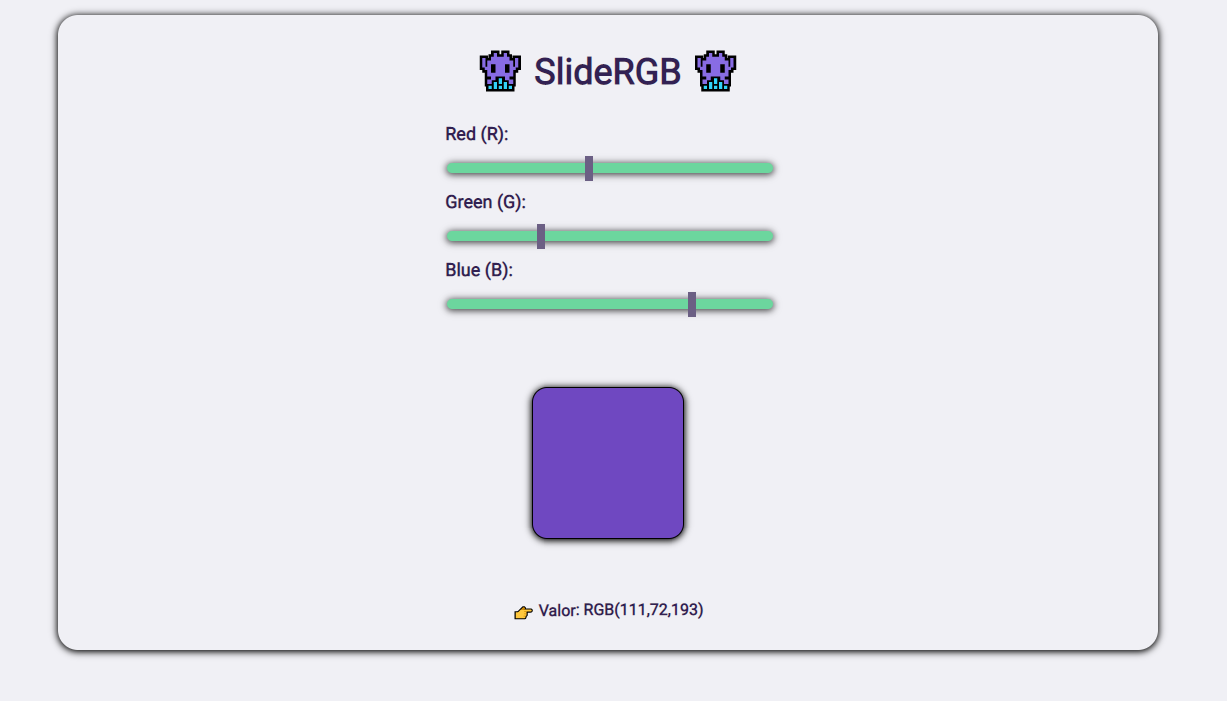 SlideRGB
Red (R):
Green (G):
Blue (B):
👉 Valor: RGB(111,72,193)